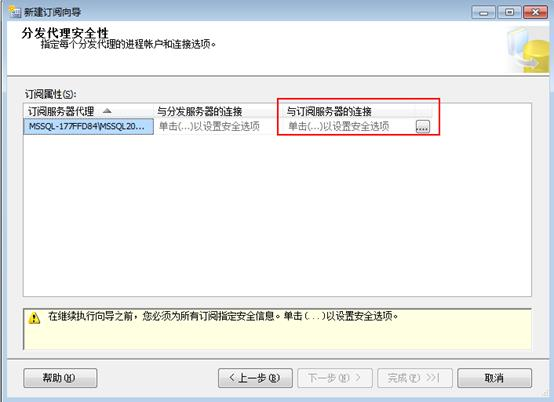 新建订阅向导
分发代理安全性
指定每个分发代理的进程帐户和连接选项。
订阅属性(S):
订阅服务器代理 与分发服务器的连接 与订阅服务器的连接
MSSQL-177FFD84\MSSQL20... 单击(...)以设置安全选项 单击(...)以设置安全选项 ....
在继续执行向导之前，您必须为所有订阅指定安全信息。单击(...)以设置安全选项。
帮助(H) < 上一步(B) 下一步(N) > 完成(F) >>| 取消